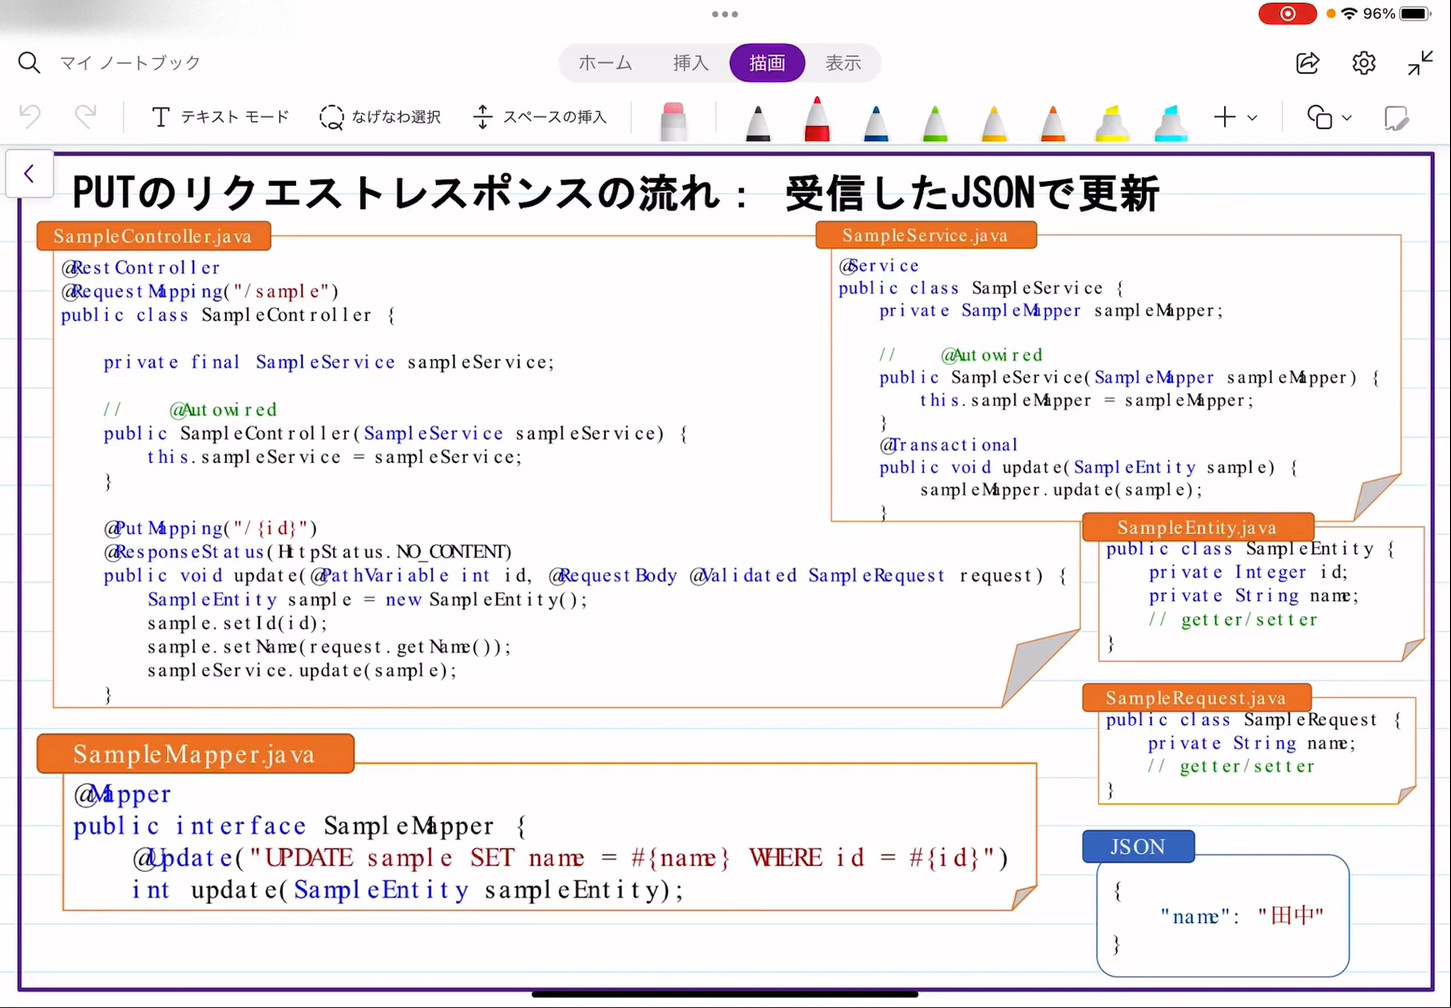 96%
マイ ノートブック
ホーム 挿入 描画 表示
テキスト モード なげなわ選択 スペースの挿入
PUTのリクエストレスポンスの流れ： 受信したJSONで更新
SampleController.java
@RestController
@RequestMapping("/sample")
public class SampleController {
private final SampleService sampleService;
// @Autowired
public SampleController(SampleService sampleService) {
this.sampleService = sampleService;
}
@PutMapping("/{id}")
@ResponseStatus(HttpStatus.NO_CONTENT)
public void update(@PathVariable int id, @RequestBody @Validated SampleRequest request) {
SampleEntity sample = new SampleEntity();
sample.setId(id);
sample.setName(request.getName());
sampleService.update(sample);
}
SampleService.java
@Service
public class SampleService {
private SampleMapper sampleMapper;
// @Autowired
public SampleService(SampleMapper sampleMapper) {
this.sampleMapper = sampleMapper;
}
@Transactional
public void update(SampleEntity sample) {
sampleMapper.update(sample);
}
SampleEntity.java
public class SampleEntity {
private Integer id;
private String name;
// getter/setter
}
SampleRequest.java
public class SampleRequest {
private String name;
// getter/setter
}
SampleMapper.java
@Mapper
public interface SampleMapper {
@Update("UPDATE sample SET name = #{name} WHERE id = #{id}")
int update(SampleEntity sampleEntity);
JSON
{
"name": "田中"
}